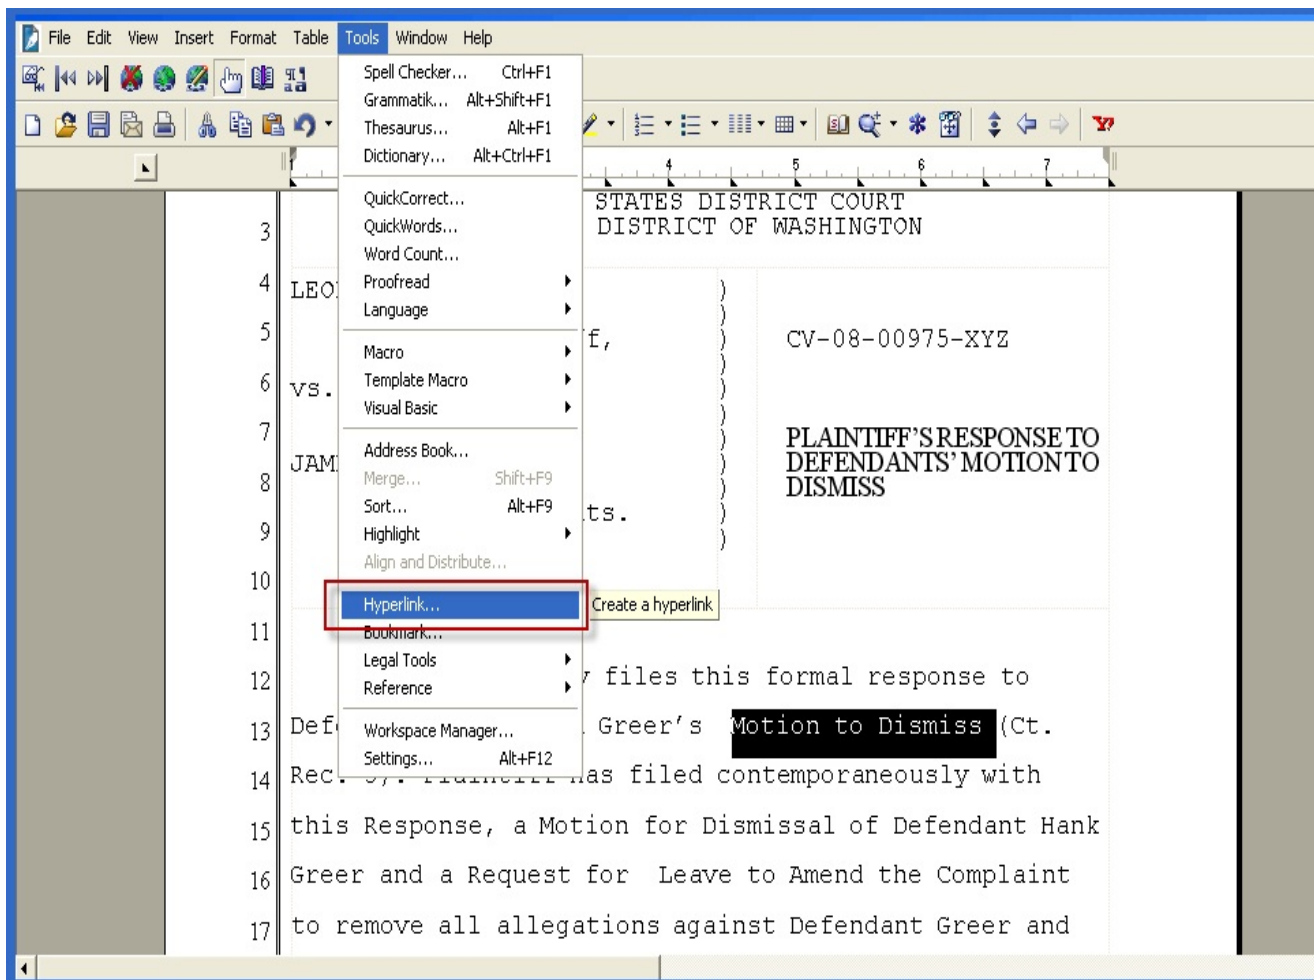 File Edit View Insert Format Table Tools Window Help
Spell Checker... Ctrl+F1
Grammatik... Alt+Shift+F1
Thesaurus... Alt+F1
Dictionary... Alt+Ctrl+F1
QuickCorrect...
QuickWords...
Word Count...
Proofread
Language
Macro
Template Macro
Visual Basic
Address Book...
Merge... Shift+F9
Sort... Alt+F9
Highlight
Align and Distribute...
Hyperlink... Create a hyperlink
Bookmark...
Legal Tools
Reference
Workspace Manager...
Settings... Alt+F12
4 5 6 7
STATES DISTRICT COURT
3 DISTRICT OF WASHINGTON
4 LEO )
)
5 f, ) CV-08-00975-XYZ
)
6 vs. )
)
7 ) PLAINTIFF'S RESPONSE TO
JAM ) DEFENDANTS' MOTION TO
8 ) DISMISS
9 ts. )
)
10
11
12 files this formal response to
13 Def Greer's Motion to Dismiss (Ct.
14 Rec. Plaintiff has filed contemporaneously with
15 this Response, a Motion for Dismissal of Defendant Hank
16 Greer and a Request for Leave to Amend the Complaint
17 to remove all allegations against Defendant Greer and